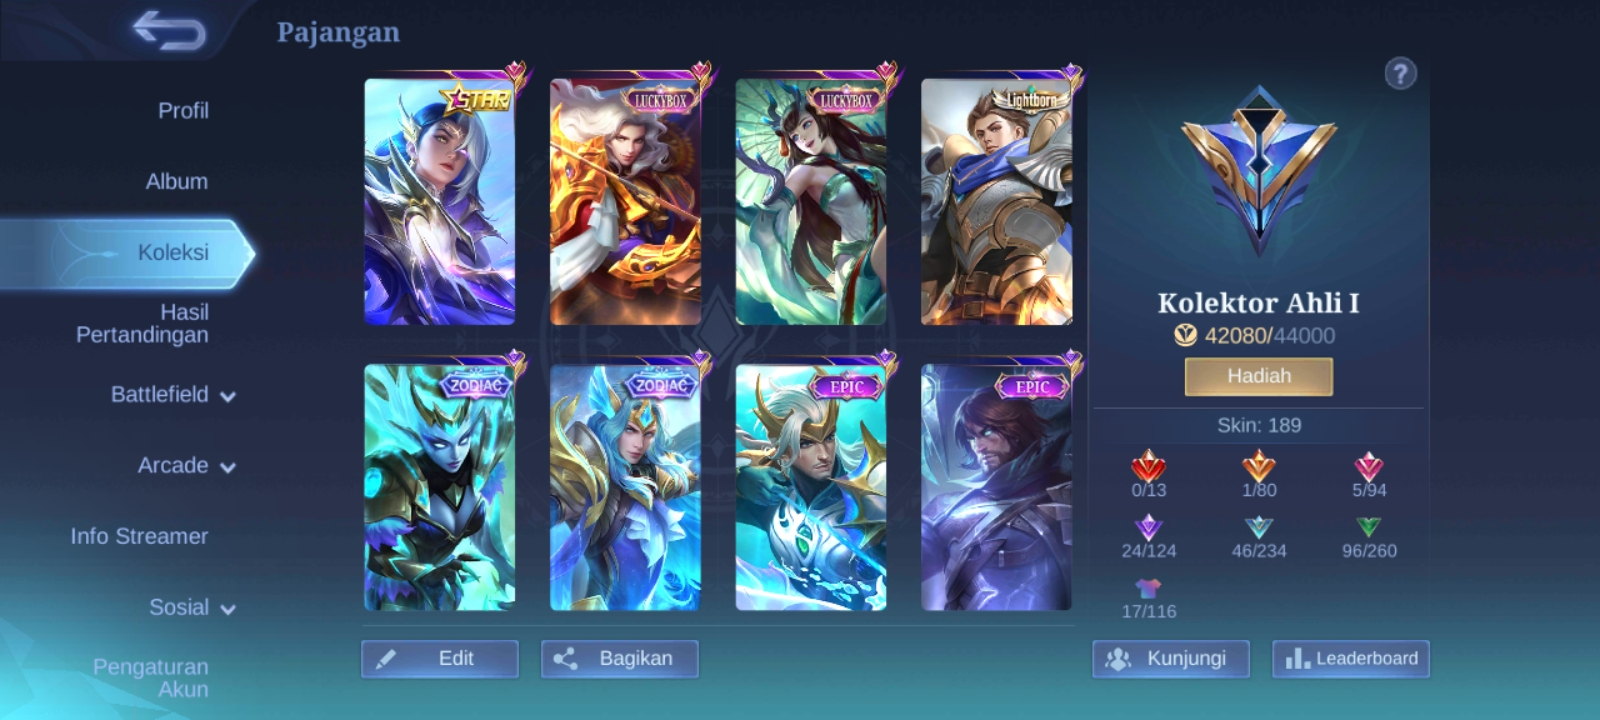 Pajangan
Profil
Album
Koleksi
Hasil
Pertandingan
Battlefield
Arcade
Info Streamer
Sosial
Pengaturan
Akun
STAR
LUCKYBOX
LUCKYBOX
Lightborn
ZODIAC
ZODIAC
EPIC
EPIC
Edit
Bagikan
?
Kolektor Ahli I
42080/44000
Hadiah
Skin: 189
0/13
1/80
5/94
24/124
46/234
96/260
17/116
Kunjungi
Leaderboard